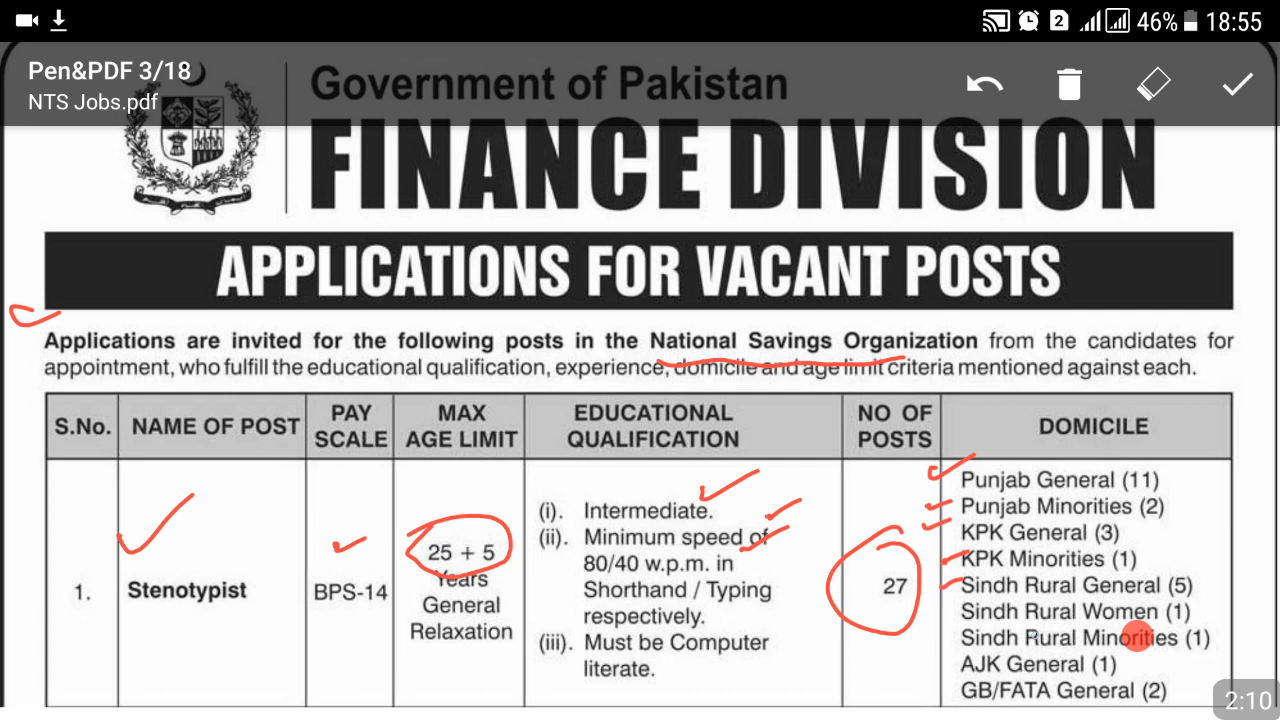 46% 18:55
Pen&PDF 3/18
NTS Jobs.pdf
Government of Pakistan
FINANCE DIVISION
APPLICATIONS FOR VACANT POSTS
Applications are invited for the following posts in the National Savings Organization from the candidates for
appointment, who fulfill the educational qualification, experience, domicile and age limit criteria mentioned against each.
S.No. NAME OF POST PAY SCALE MAX AGE LIMIT EDUCATIONAL QUALIFICATION NO OF POSTS DOMICILE
1.
Stenotypist
BPS-14
25 + 5
Years
General
Relaxation
(i). Intermediate.
(ii). Minimum speed of
80/40 w.p.m. in
Shorthand / Typing
respectively.
(iii). Must be Computer
literate.
27
Punjab General (11)
Punjab Minorities (2)
KPK General (3)
KPK Minorities (1)
Sindh Rural General (5)
Sindh Rural Women (1)
Sindh Rural Minorities (1)
AJK General (1)
GB/FATA General (2)
2:10